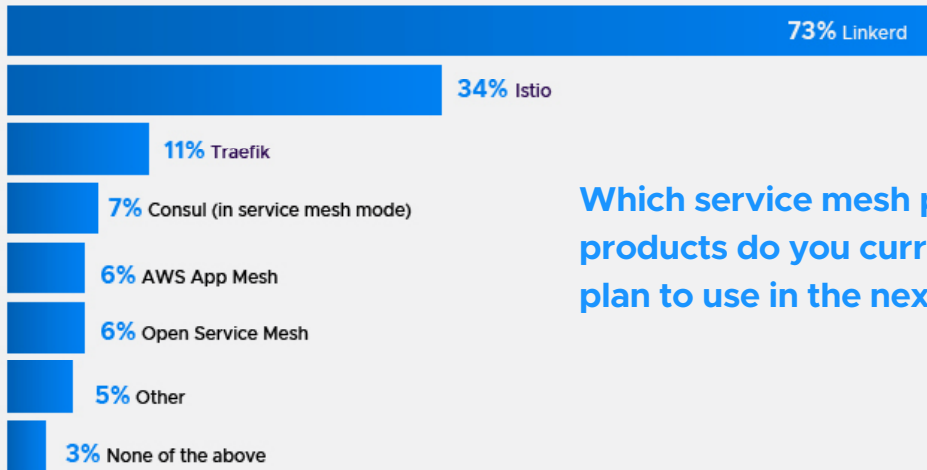 73% Linkerd
34% Istio
11% Traefik
7% Consul (in service mesh mode)
6% AWS App Mesh
6% Open Service Mesh
5% Other
3% None of the above
Which service mesh
products do you
plan to use in the